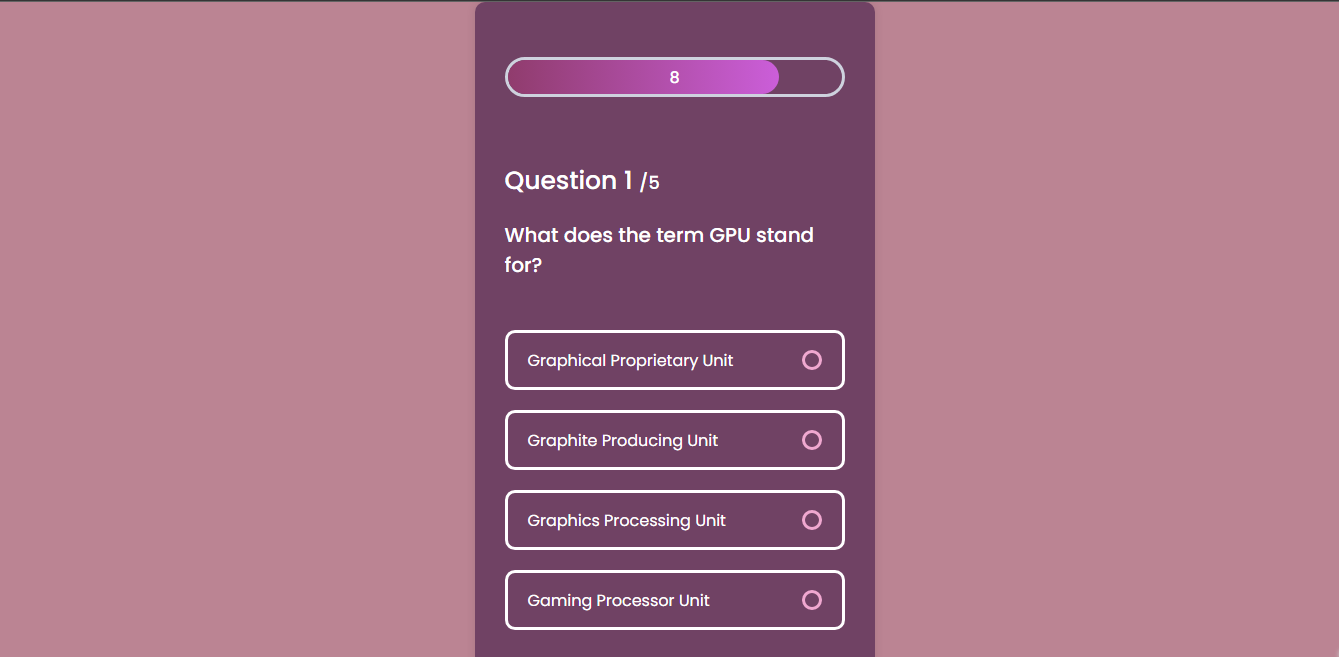 8
Question 1 /5
What does the term GPU stand
for?
Graphical Proprietary Unit
Graphite Producing Unit
Graphics Processing Unit
Gaming Processor Unit